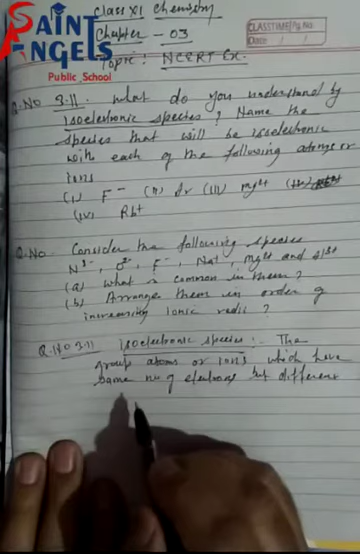 SAINT
ANGELS
Public School
Class XI Chemistry
Chapter - 03
Topic: NCERT Ex.
CLASSTIME Pg No.
Date / /
Q.No 3.11. What do you understand by
isoelectronic species? Name the
species that will be isoelectronic
with each of the following atoms or
ions
(i) F⁻ (ii) Ar (iii) Mg²⁺
(iv) Rb⁺
Q.No. Consider the following species
N³⁻, O²⁻, F⁻, Na⁺, Mg²⁺ and Al³⁺
(a) What is common in them?
(b) Arrange them in order of
increasing ionic radii?
Q.No 3.11 Isoelectronic species: The
group atoms or ions which have
same no of electrons but different